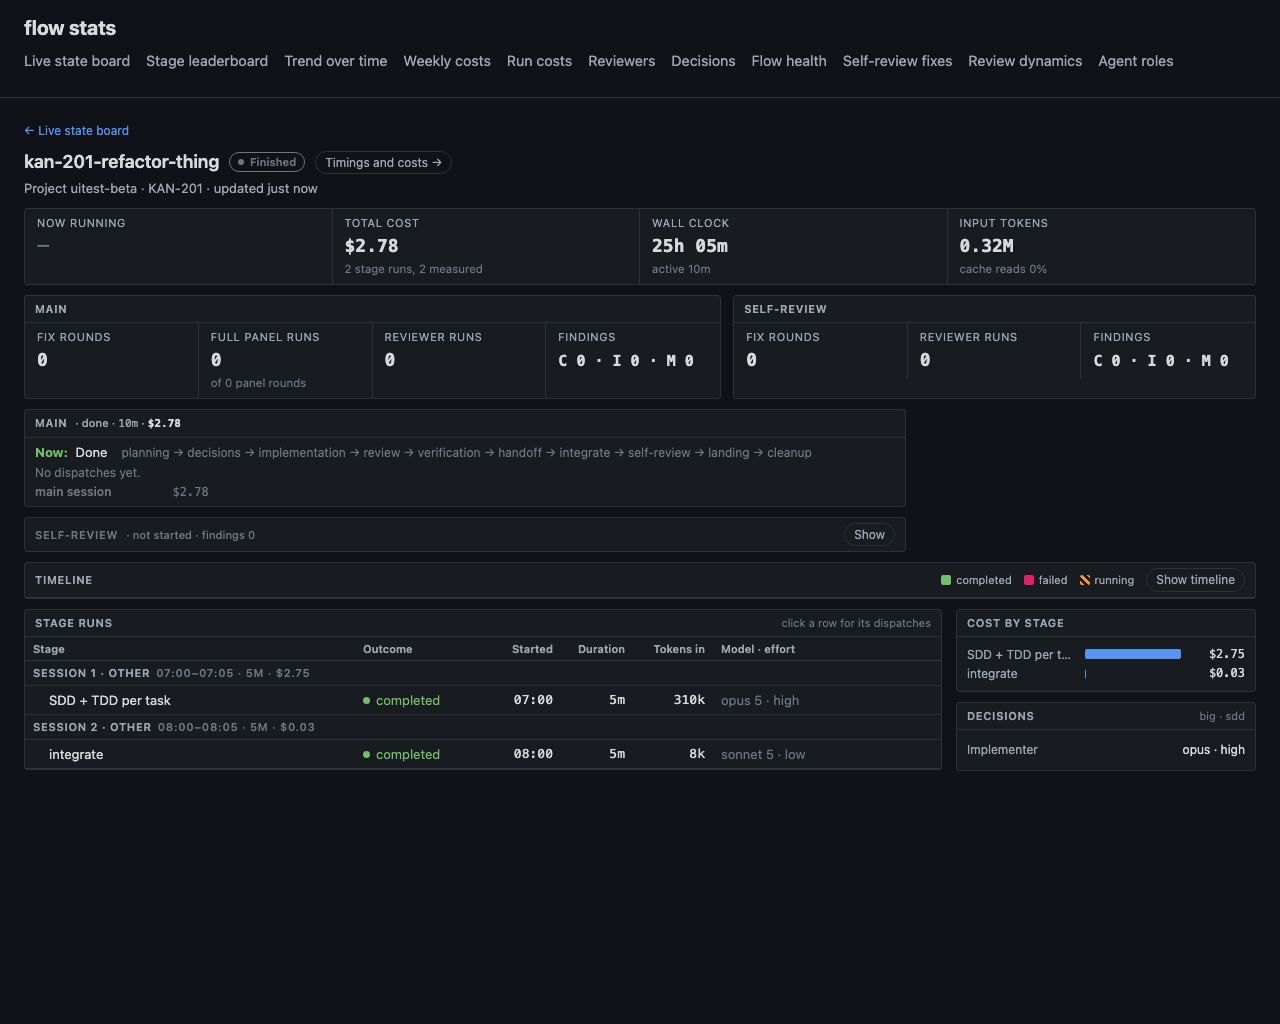 flow stats
Live state board Stage leaderboard Trend over time Weekly costs Run costs Reviewers Decisions Flow health Self-review fixes Review dynamics Agent roles
← Live state board
kan-201-refactor-thing Finished Timings and costs →
Project uitest-beta · KAN-201 · updated just now
NOW RUNNING TOTAL COST WALL CLOCK INPUT TOKENS
— $2.78 25h 05m 0.32M
2 stage runs, 2 measured active 10m cache reads 0%
MAIN SELF-REVIEW
FIX ROUNDS FULL PANEL RUNS REVIEWER RUNS FINDINGS FIX ROUNDS REVIEWER RUNS FINDINGS
0 0 0 C 0 · I 0 · M 0 0 0 C 0 · I 0 · M 0
of 0 panel rounds
MAIN · done · 10m · $2.78
Now: Done planning → decisions → implementation → review → verification → handoff → integrate → self-review → landing → cleanup
No dispatches yet.
main session $2.78
SELF-REVIEW · not started · findings 0 Show
TIMELINE completed failed running Show timeline
STAGE RUNS click a row for its dispatches COST BY STAGE
Stage Outcome Started Duration Tokens in Model · effort
SDD + TDD per t... $2.75
SESSION 1 · OTHER 07:00–07:05 · 5M · $2.75
integrate $0.03
SDD + TDD per task completed 07:00 5m 310k opus 5 · high
DECISIONS big · sdd
SESSION 2 · OTHER 08:00–08:05 · 5M · $0.03
integrate completed 08:00 5m 8k sonnet 5 · low
Implementer opus · high